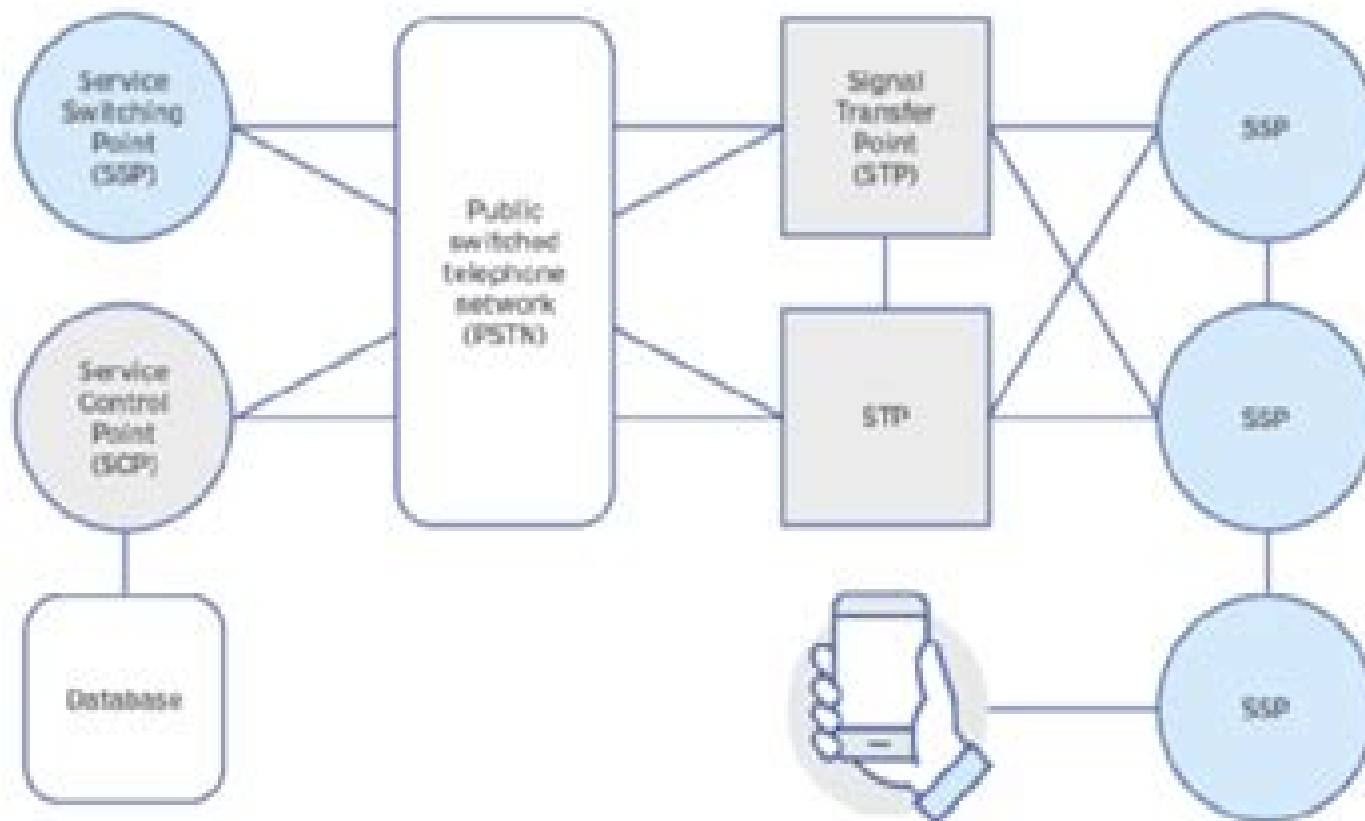 Service
Switching
Point
(SSP)
Public
switched
telephone
network
(PSTN)
Signal
Transfer
Point
(STP)
SSP
Service
Control
Point
(SCP)
STP
SSP
Database
SSP